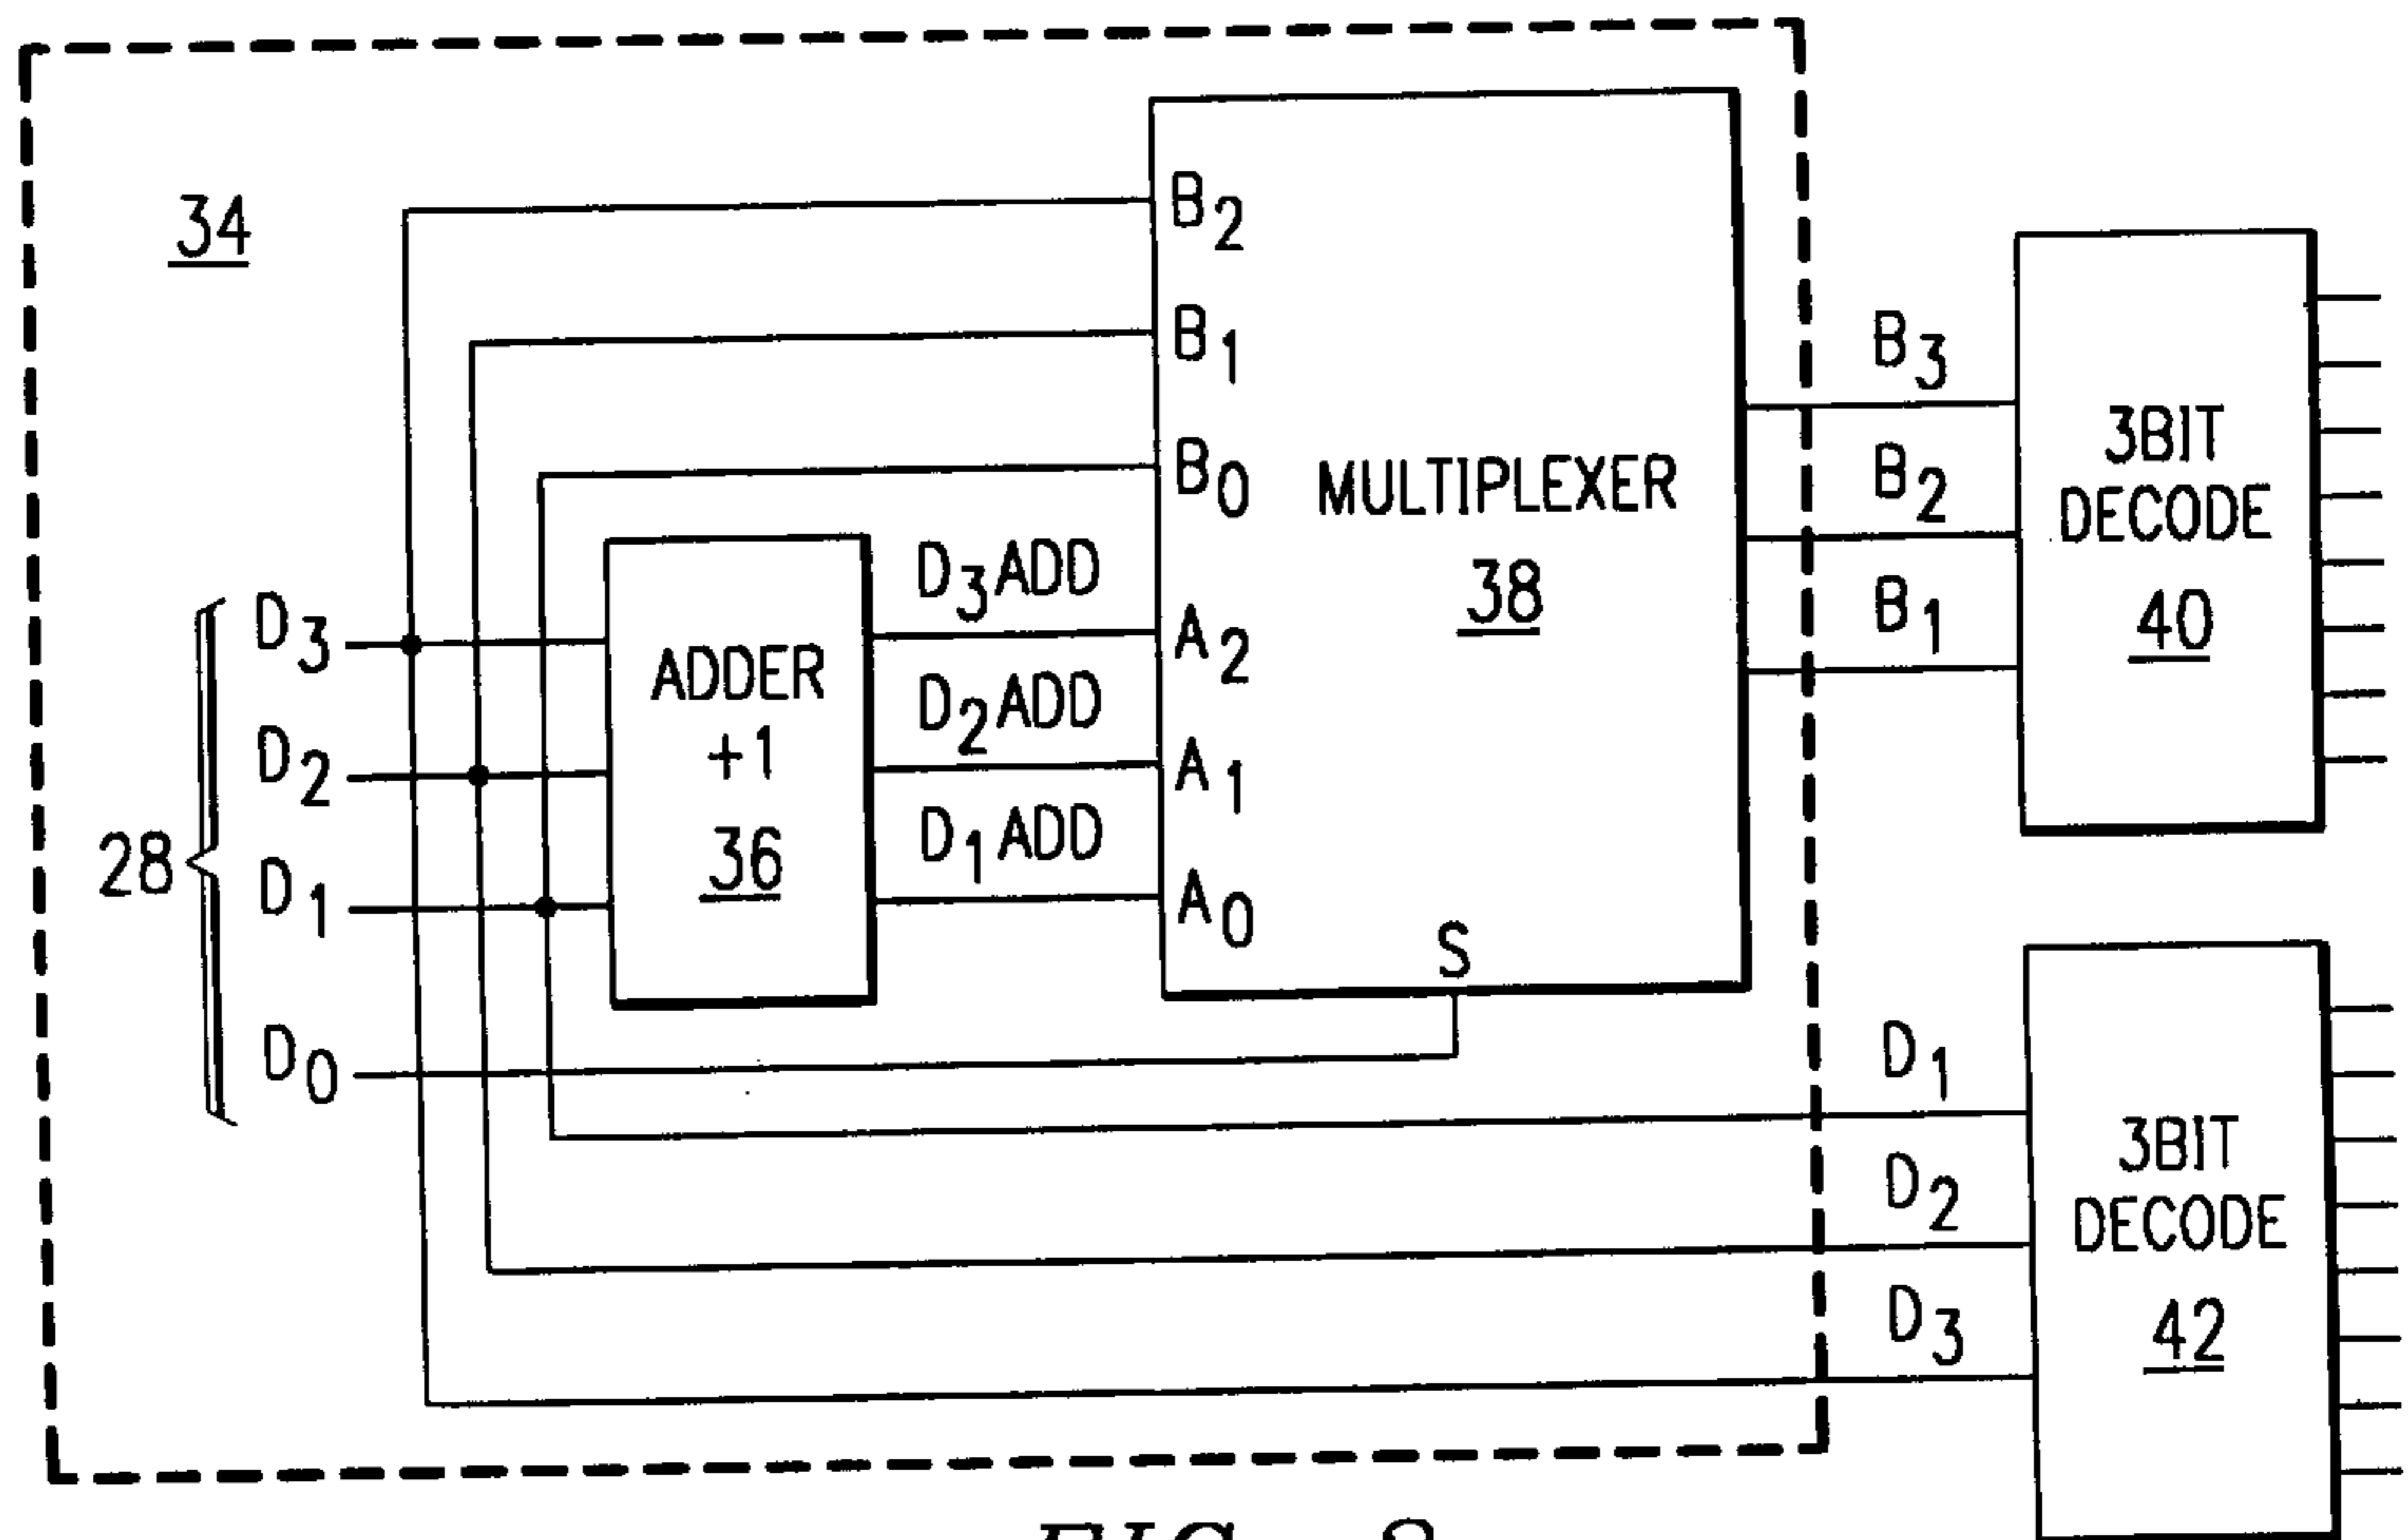 34
B2
B1
B0
MULTIPLEXER
38
D3ADD
A2
D2ADD
A1
D1ADD
A0
S
28
D3
D2
D1
D0
ADDER
+1
36
B3
B2
B1
3BIT
DECODE
40
D1
D2
D3
3BIT
DECODE
42